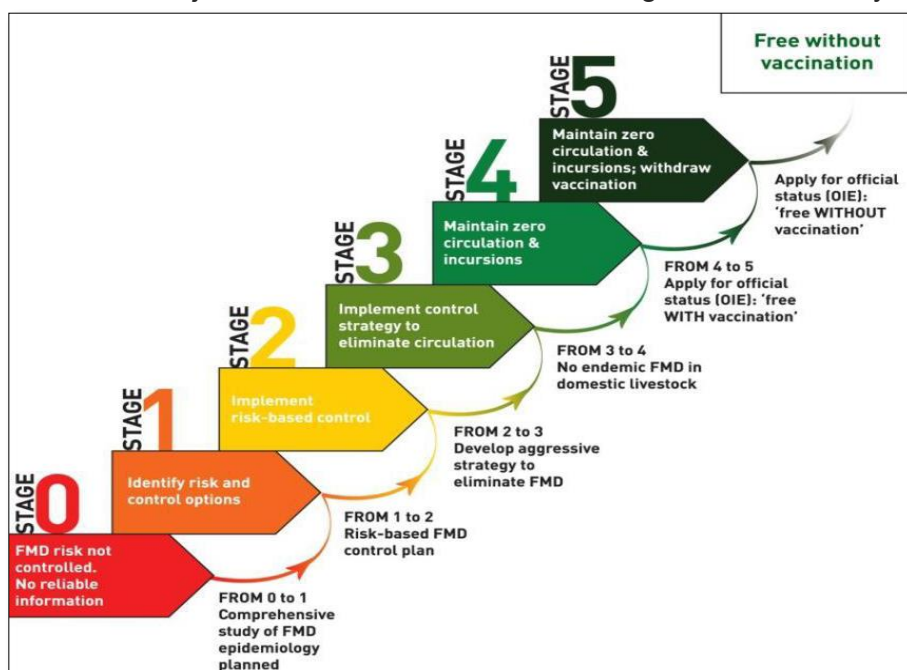 STAGE 0
FMD risk not
controlled.
No reliable
information
FROM 0 to 1
Comprehensive
study of FMD
epidemiology
planned
STAGE 1
Identify risk and
control options
FROM 1 to 2
Risk-based FMD
control plan
STAGE 2
Implement
risk-based control
FROM 2 to 3
Develop aggressive
strategy to
eliminate FMD
STAGE 3
Implement control
strategy to
eliminate circulation
FROM 3 to 4
No endemic FMD in
domestic livestock
STAGE 4
Maintain zero
circulation &
incursions
FROM 4 to 5
Apply for official
status (OIE): ‘free
WITH vaccination’
STAGE 5
Maintain zero
circulation &
incursions; withdraw
vaccination
Apply for official
status (OIE):
‘free WITHOUT
vaccination’
Free without
vaccination